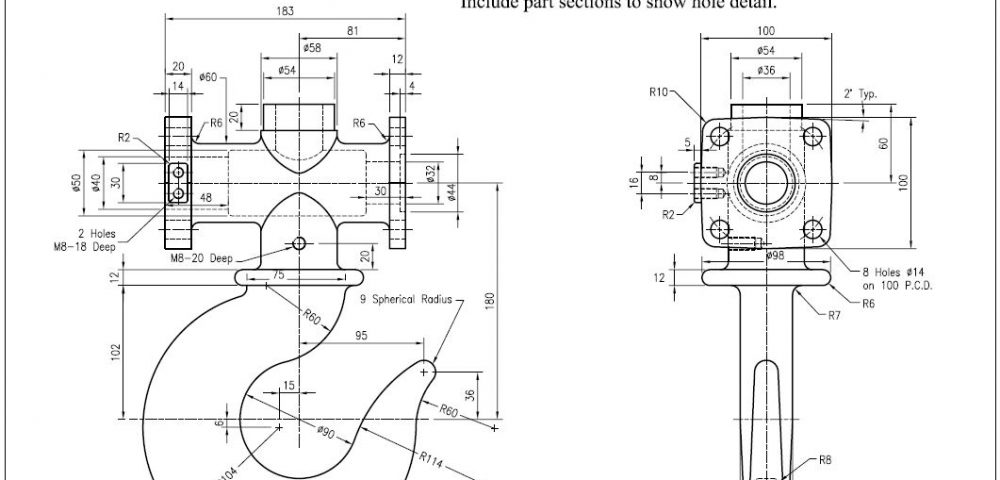 Include part sections to show hole detail.
183
81
ø58
ø54
12
4
20
14
ø60
R6
R6
20
R2
ø50
ø40
30
48
30
ø32
ø44
2 Holes
M8-18 Deep
M8-20 Deep
20
12
75
9 Spherical Radius
R60
95
180
102
15
36
6
R60
ø90
R114
100
ø54
ø36
R10
2° Typ.
5
60
16
8
100
R2
ø98
12
8 Holes ø14
on 100 P.C.D.
R6
R7
R8